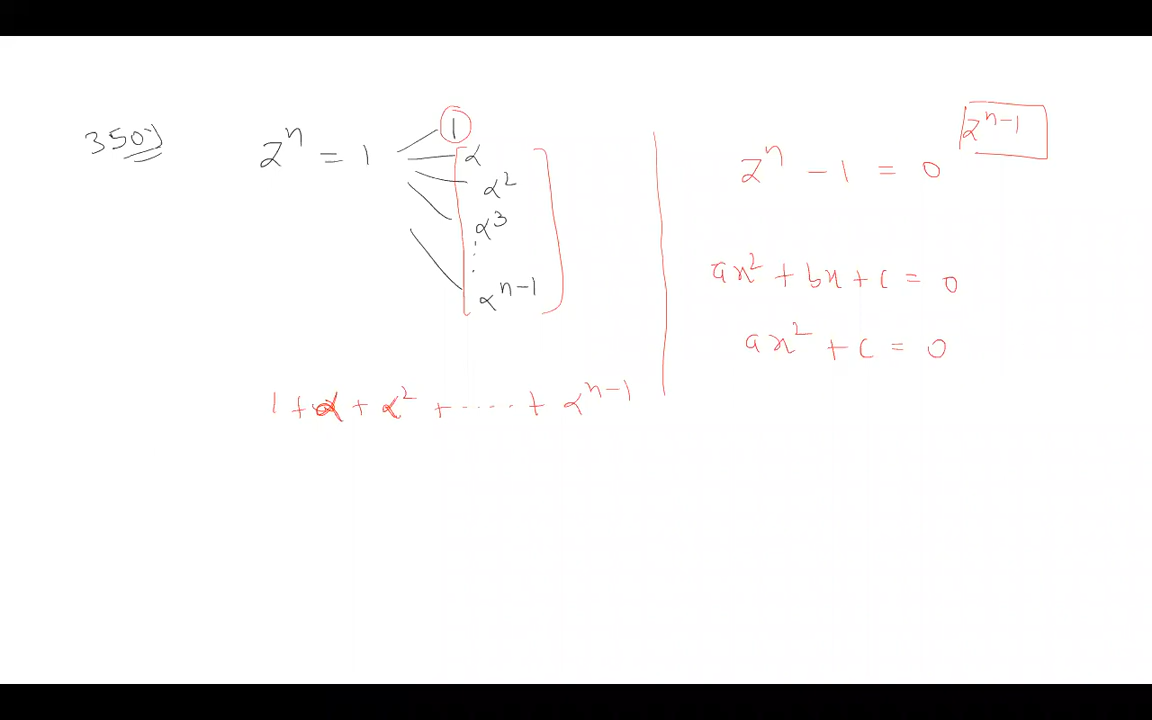 350)
z^n = 1
1
α
α^2
α^3
⋮
α^{n-1}
1 + α + α^2 + ...... + α^{n-1}
z^{n-1}
z^n - 1 = 0
ax^2 + bx + c = 0
ax^2 + c = 0